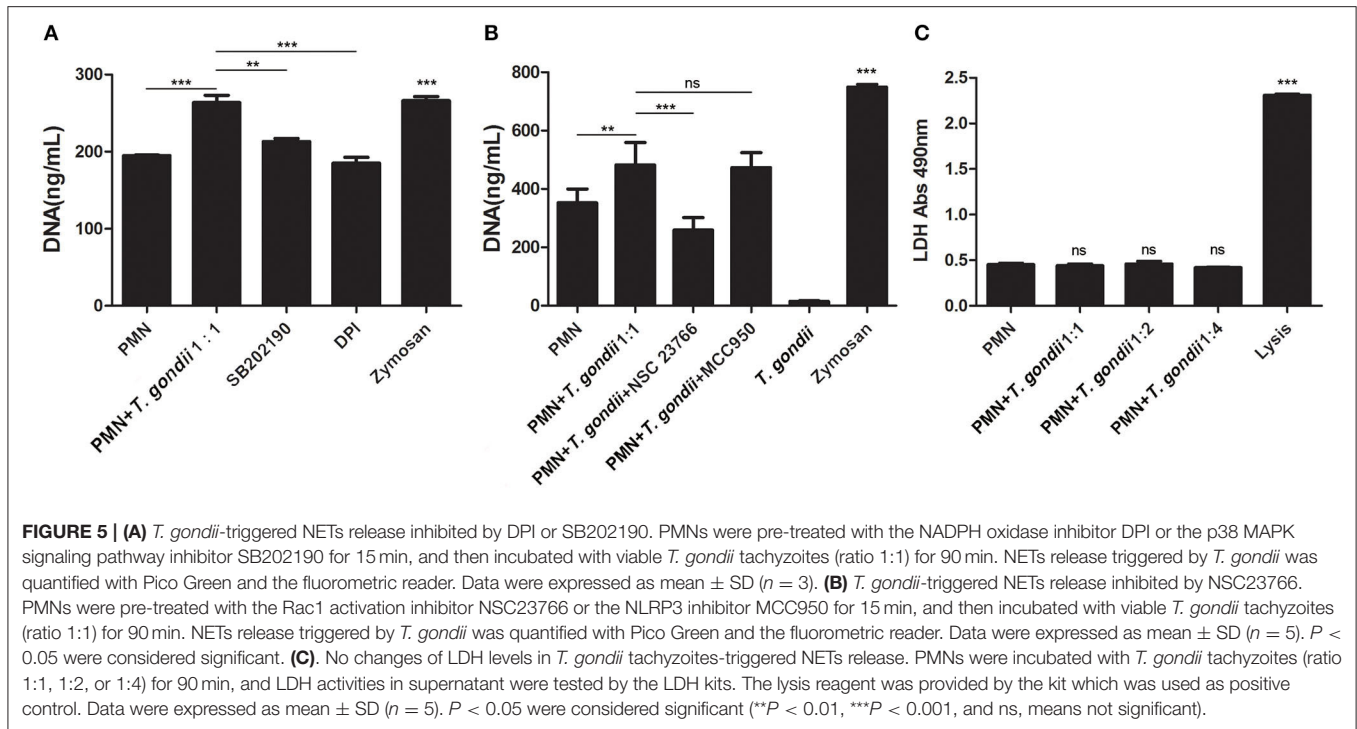 A
***
**
***
***
DNA(ng/mL)
300
200
100
0
PMN
PMN+T. gondii 1 : 1
SB202190
DPI
Zymosan
B
ns
***
**
***
DNA(ng/mL)
800
600
400
200
0
PMN
PMN+T. gondii1:1
PMN+T. gondii+NSC 23766
PMN+T. gondii+MCC950
T. gondii
Zymosan
C
***
ns
ns
ns
LDH Abs 490nm
2.5
2.0
1.5
1.0
0.5
0.0
PMN
PMN+T. gondii1:1
PMN+T. gondii1:2
PMN+T. gondii1:4
Lysis
FIGURE 5 | (A) T. gondii-triggered NETs release inhibited by DPI or SB202190. PMNs were pre-treated with the NADPH oxidase inhibitor DPI or the p38 MAPK
signaling pathway inhibitor SB202190 for 15 min, and then incubated with viable T. gondii tachyzoites (ratio 1:1) for 90 min. NETs release triggered by T. gondii was
quantified with Pico Green and the fluorometric reader. Data were expressed as mean ± SD (n = 3). (B) T. gondii-triggered NETs release inhibited by NSC23766.
PMNs were pre-treated with the Rac1 activation inhibitor NSC23766 or the NLRP3 inhibitor MCC950 for 15 min, and then incubated with viable T. gondii tachyzoites
(ratio 1:1) for 90 min. NETs release triggered by T. gondii was quantified with Pico Green and the fluorometric reader. Data were expressed as mean ± SD (n = 5). P <
0.05 were considered significant. (C). No changes of LDH levels in T. gondii tachyzoites-triggered NETs release. PMNs were incubated with T. gondii tachyzoites (ratio
1:1, 1:2, or 1:4) for 90 min, and LDH activities in supernatant were tested by the LDH kits. The lysis reagent was provided by the kit which was used as positive
control. Data were expressed as mean ± SD (n = 5). P < 0.05 were considered significant (**P < 0.01, ***P < 0.001, and ns, means not significant).